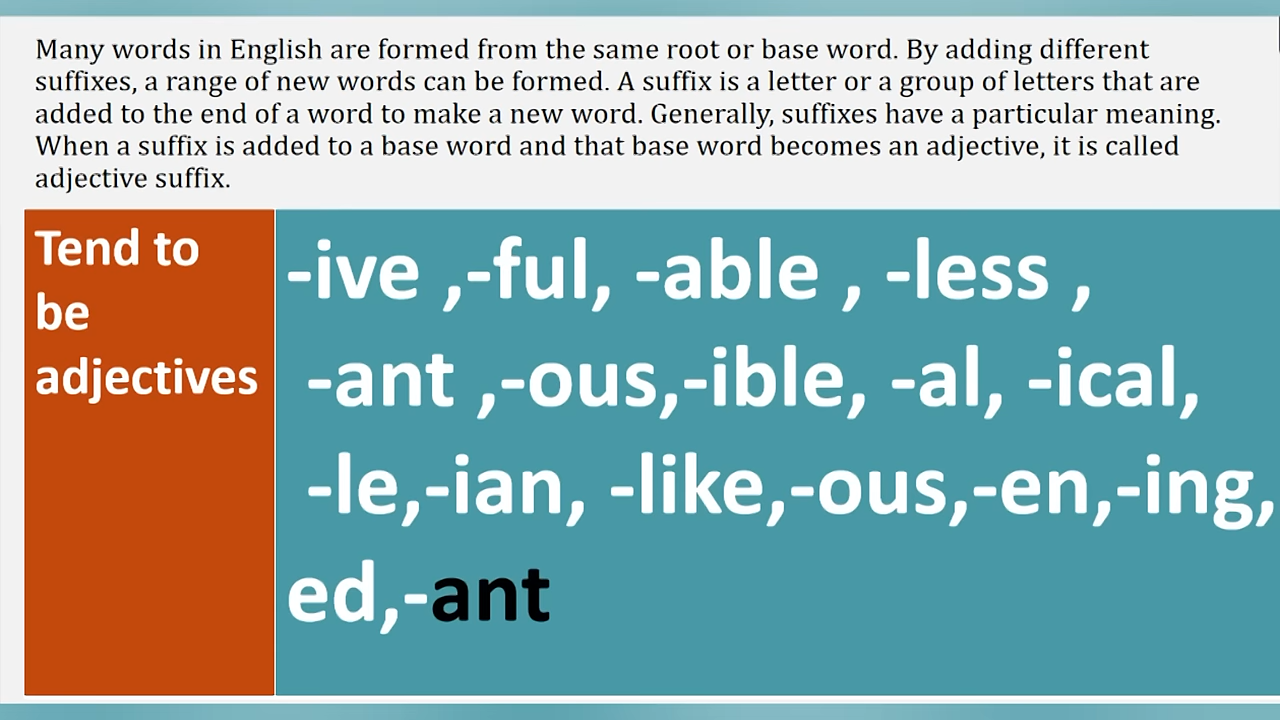 Many words in English are formed from the same root or base word. By adding different
suffixes, a range of new words can be formed. A suffix is a letter or a group of letters that are
added to the end of a word to make a new word. Generally, suffixes have a particular meaning.
When a suffix is added to a base word and that base word becomes an adjective, it is called
adjective suffix.
Tend to
be
adjectives
-ive ,-ful, -able , -less ,
-ant ,-ous,-ible, -al, -ical,
-le,-ian, -like,-ous,-en,-ing,
ed,-ant